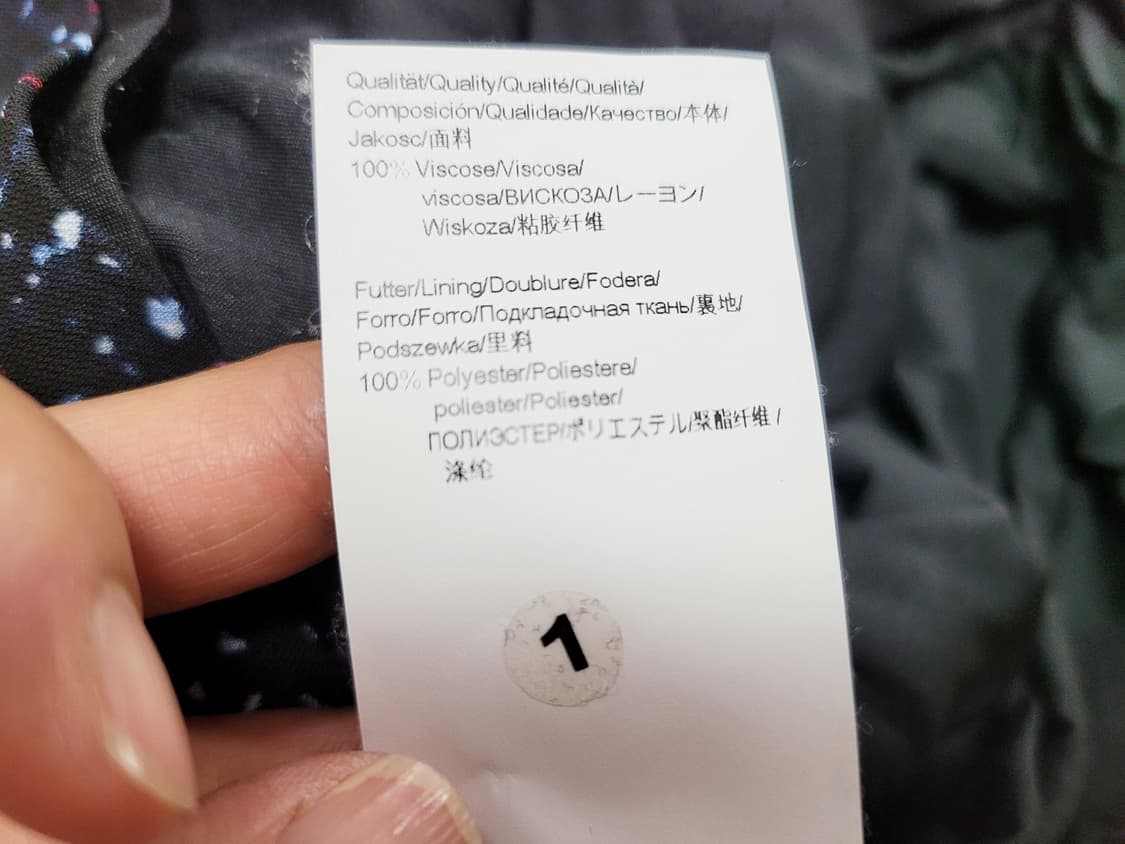 Qualität/Quality/Qualité/Qualità/
Composición/Qualidade/Качество/本体/
Jakosc/面料
100% Viscose/Viscosa/
viscosa/ВИСКОЗА/レーヨン/
Wiskoza/粘胶纤维
Futter/Lining/Doublure/Fodera/
Forro/Forro/Подкладочная ткань/裏地/
Podszewka/里料
100% Polyester/Poliestere/
poliester/Poliester/
ПОЛИЭСТЕР/ポリエステル/聚酯纤维/
涤纶
1